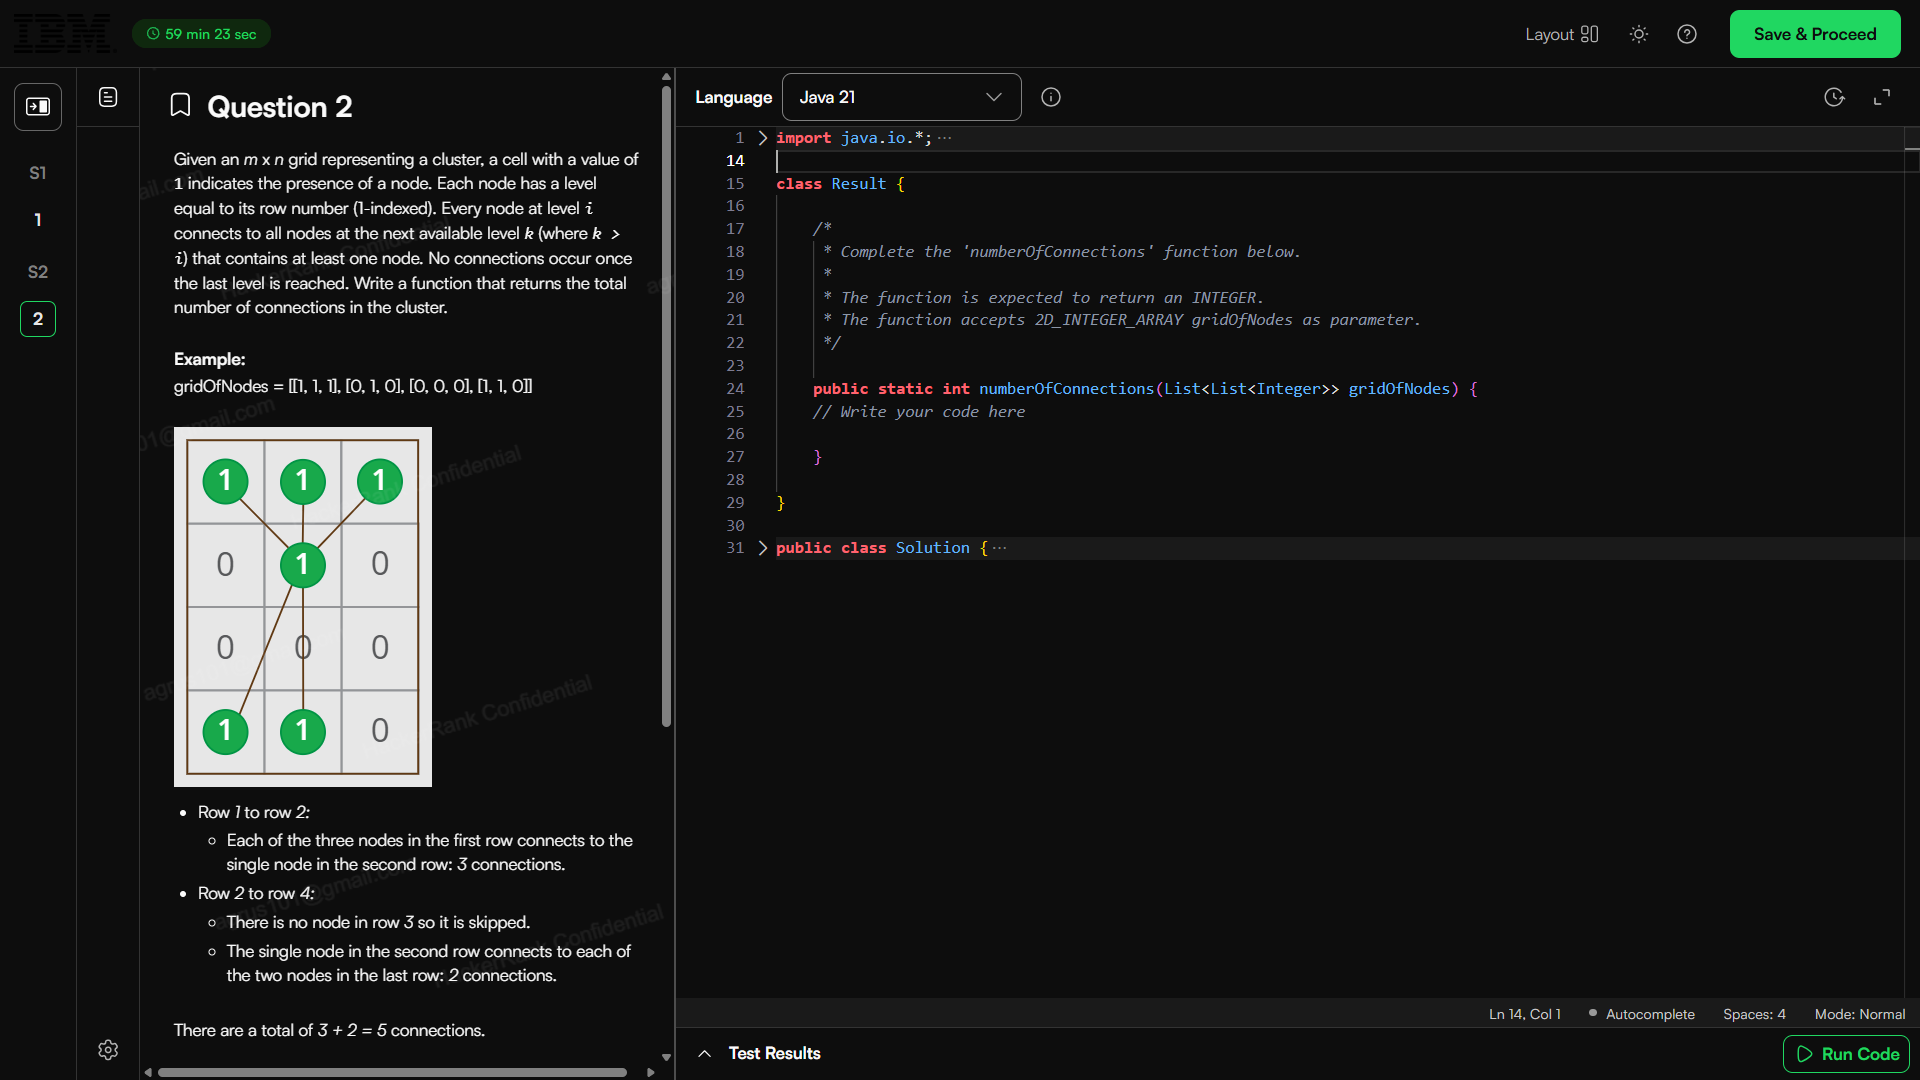 IBM
59 min 23 sec
Layout
Save & Proceed
S1
1
S2
2
Question 2
Given an m x n grid representing a cluster, a cell with a value of
1 indicates the presence of a node. Each node has a level
equal to its row number (1-indexed). Every node at level i
connects to all nodes at the next available level k (where k >
i) that contains at least one node. No connections occur once
the last level is reached. Write a function that returns the total
number of connections in the cluster.
Example:
gridOfNodes = [[1, 1, 1], [0, 1, 0], [0, 0, 0], [1, 1, 0]]
1 1 1
0 1 0
0 0 0
1 1 0
Row 1 to row 2:
Each of the three nodes in the first row connects to the
single node in the second row: 3 connections.
Row 2 to row 4:
There is no node in row 3 so it is skipped.
The single node in the second row connects to each of
the two nodes in the last row: 2 connections.
There are a total of 3 + 2 = 5 connections.
Language
Java 21
1 import java.io.*; ···
14
15 class Result {
16
17 /*
18 * Complete the 'numberOfConnections' function below.
19 *
20 * The function is expected to return an INTEGER.
21 * The function accepts 2D_INTEGER_ARRAY gridOfNodes as parameter.
22 */
23
24 public static int numberOfConnections(List<List<Integer>> gridOfNodes) {
25 // Write your code here
26
27 }
28
29 }
30
31 public class Solution { ···
Ln 14, Col 1
Autocomplete
Spaces: 4
Mode: Normal
Test Results
Run Code